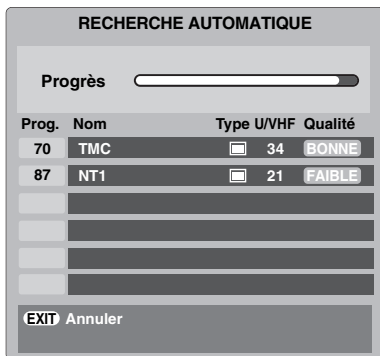 RECHERCHE AUTOMATIQUE
Progrès
Prog. Nom Type U/VHF Qualité
70 TMC 34 BONNE
87 NT1 21 FAIBLE
EXIT Annuler